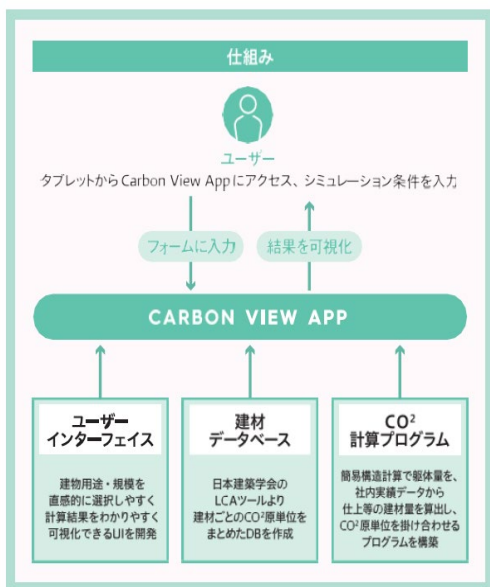 仕組み
ユーザー
タブレットからCarbon View Appにアクセス、シミュレーション条件を入力
フォームに入力
結果を可視化
CARBON VIEW APP
ユーザー
インターフェイス
建物用途・規模を
直感的に選択しやすく
計算結果をわかりやすく
可視化できるUIを開発
建材
データベース
日本建築学会の
LCAツールより
建材ごとのCO²原単位を
まとめたDBを作成
CO²
計算プログラム
簡易構造計算で躯体量を、
社内実績データから
仕上等の建材量を算出し、
CO²原単位を掛け合わせる
プログラムを構築